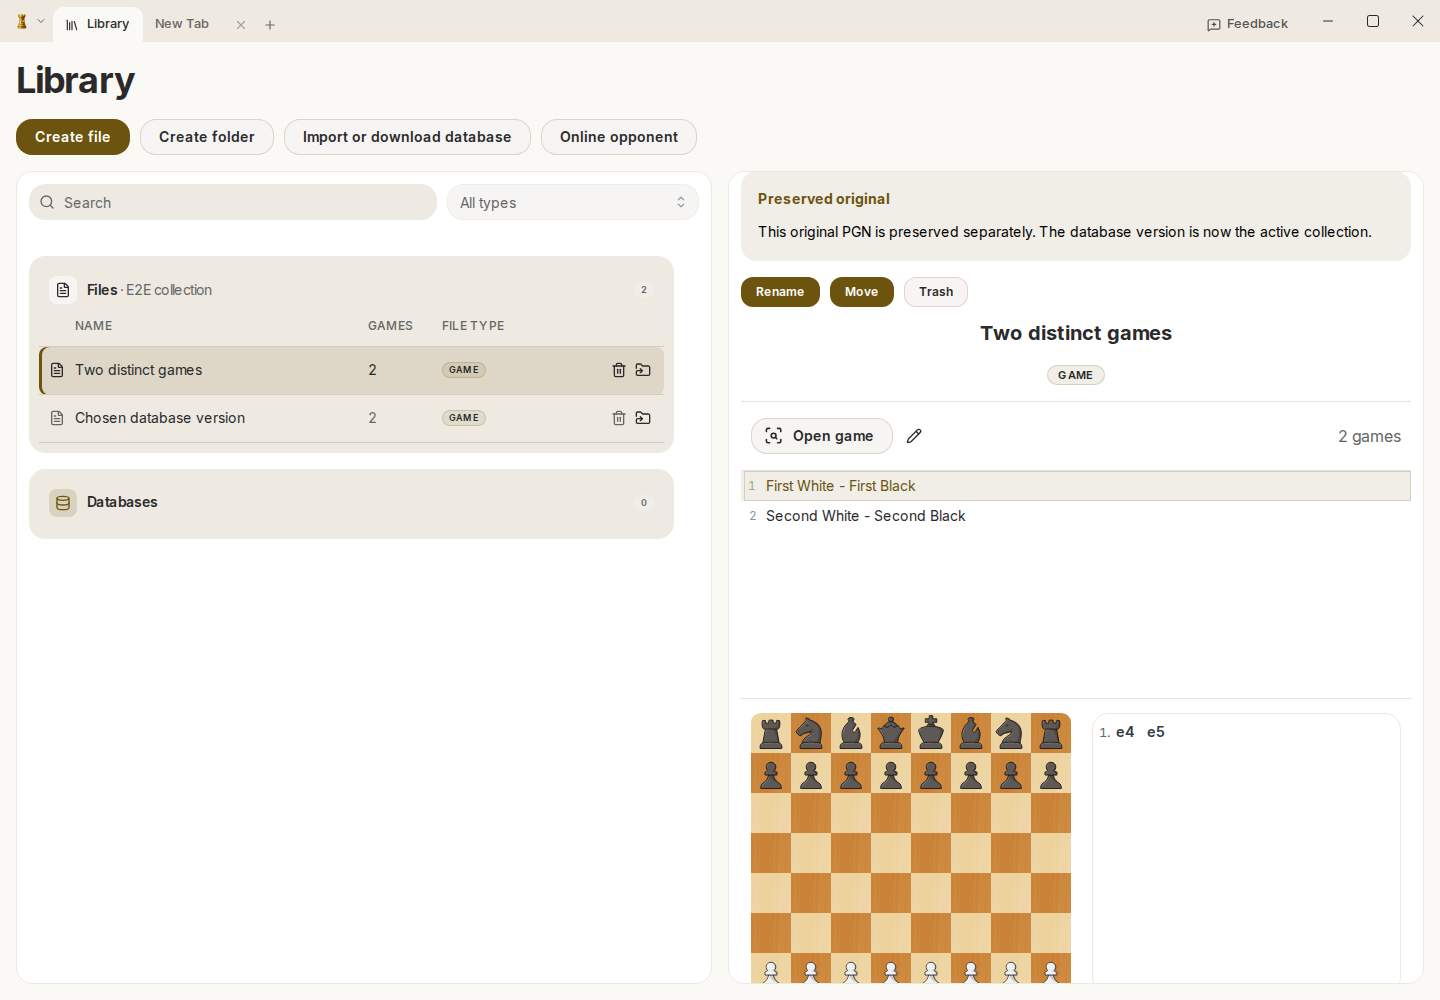 Library
New Tab
Feedback
Library
Create file
Create folder
Import or download database
Online opponent
Search
All types
Files · E2E collection
2
NAME
GAMES
FILE TYPE
Two distinct games
2
GAME
Chosen database version
2
GAME
Databases
0
Preserved original
This original PGN is preserved separately. The database version is now the active collection.
Rename
Move
Trash
Two distinct games
GAME
Open game
2 games
1 First White - First Black
2 Second White - Second Black
1. e4 e5